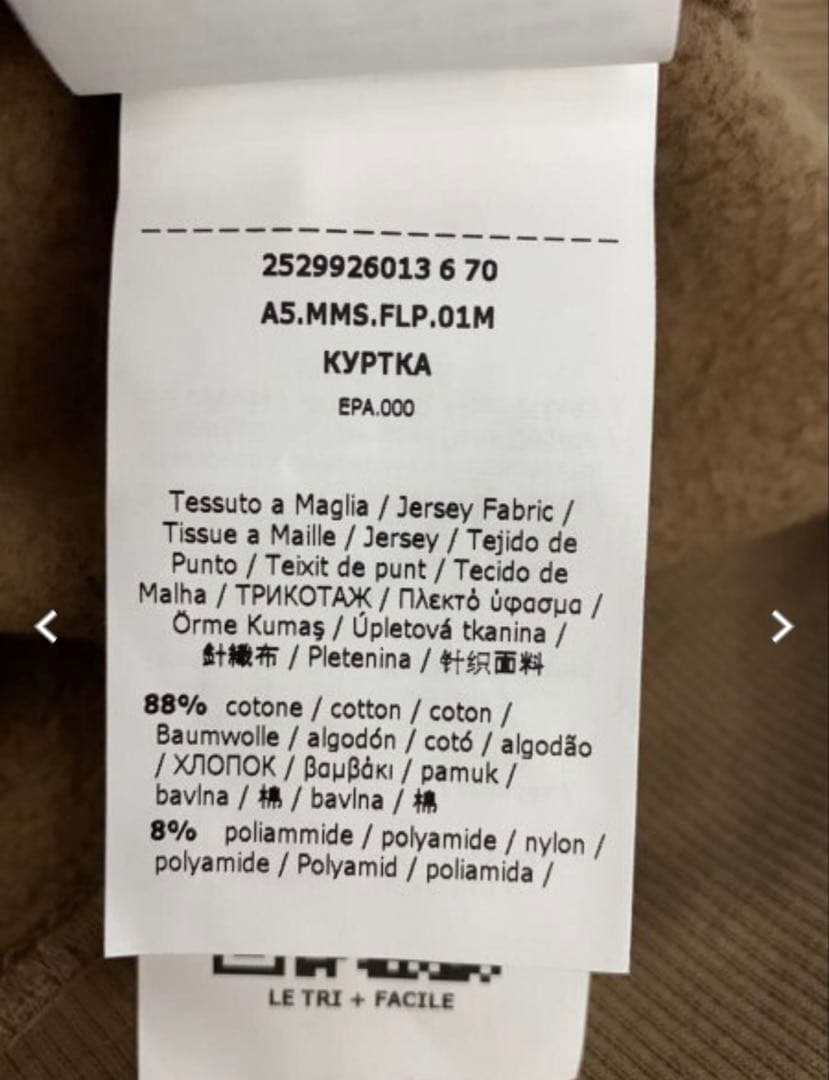 2529926013 6 70
A5.MMS.FLP.01M
КУРТКА
EPA.000
Tessuto a Maglia / Jersey Fabric /
Tissue a Maille / Jersey / Tejido de
Punto / Teixit de punt / Tecido de
Malha / ТРИКОТАЖ / Πλεκτό ύφασμα /
Örme Kumaş / Úpletová tkanina /
針織布 / Pletenina / 针织面料
88% cotone / cotton / coton /
Baumwolle / algodón / cotó / algodão
/ ХЛОПОК / βαμβάκι / pamuk /
bavlna / 棉 / bavlna / 棉
8% poliammide / polyamide / nylon /
polyamide / Polyamid / poliamida /
LE TRI + FACILE